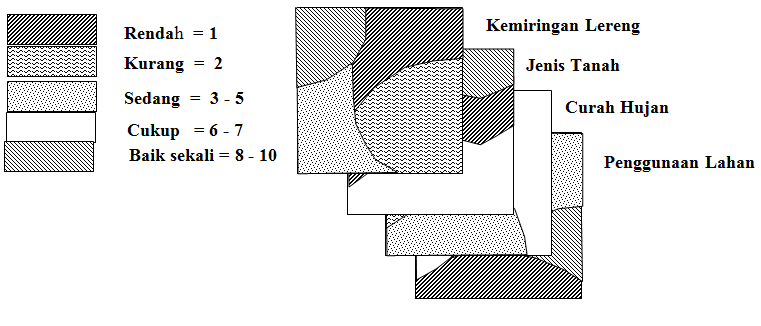 Rendah = 1
Kurang = 2
Sedang = 3 - 5
Cukup = 6 - 7
Baik sekali = 8 - 10
Kemiringan Lereng
Jenis Tanah
Curah Hujan
Penggunaan Lahan